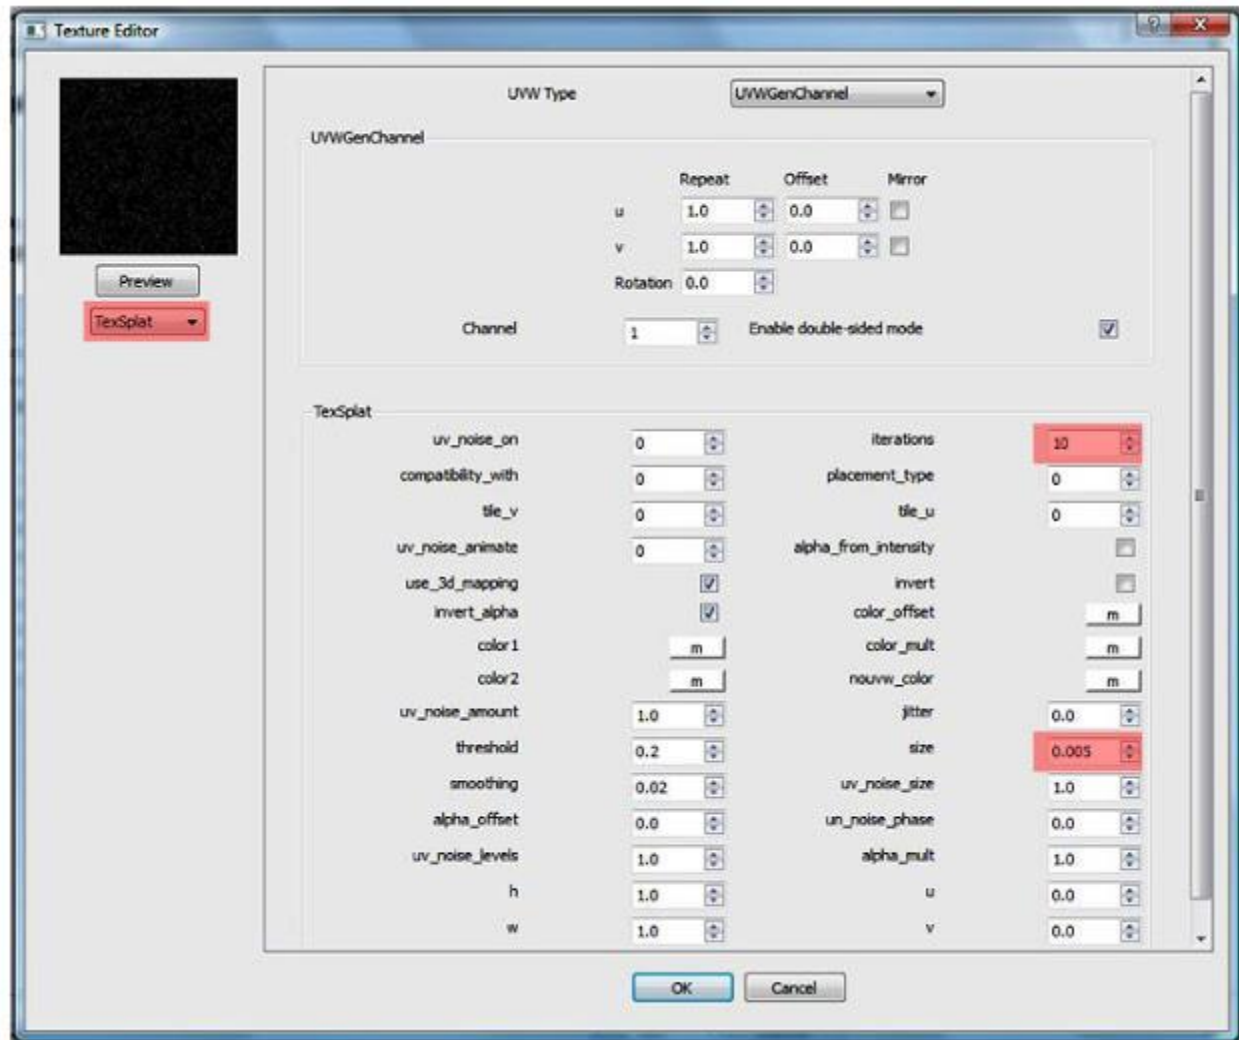 Texture Editor
UVW Type UVWGenChannel
UVWGenChannel
Repeat Offset Mirror
u 1.0 0.0
v 1.0 0.0
Rotation 0.0
Preview
TexSplat
Channel 1 Enable double-sided mode
TexSplat
uv_noise_on 0 iterations 10
compatibility_with 0 placement_type 0
tile_v 0 tile_u 0
uv_noise_animate 0 alpha_from_intensity
use_3d_mapping invert
invert_alpha color_offset m
color1 m color_mult m
color2 m nouvw_color m
uv_noise_amount 1.0 jitter 0.0
threshold 0.2 size 0.005
smoothing 0.02 uv_noise_size 1.0
alpha_offset 0.0 un_noise_phase 0.0
uv_noise_levels 1.0 alpha_mult 1.0
h 1.0 u 0.0
w 1.0 v 0.0
OK Cancel